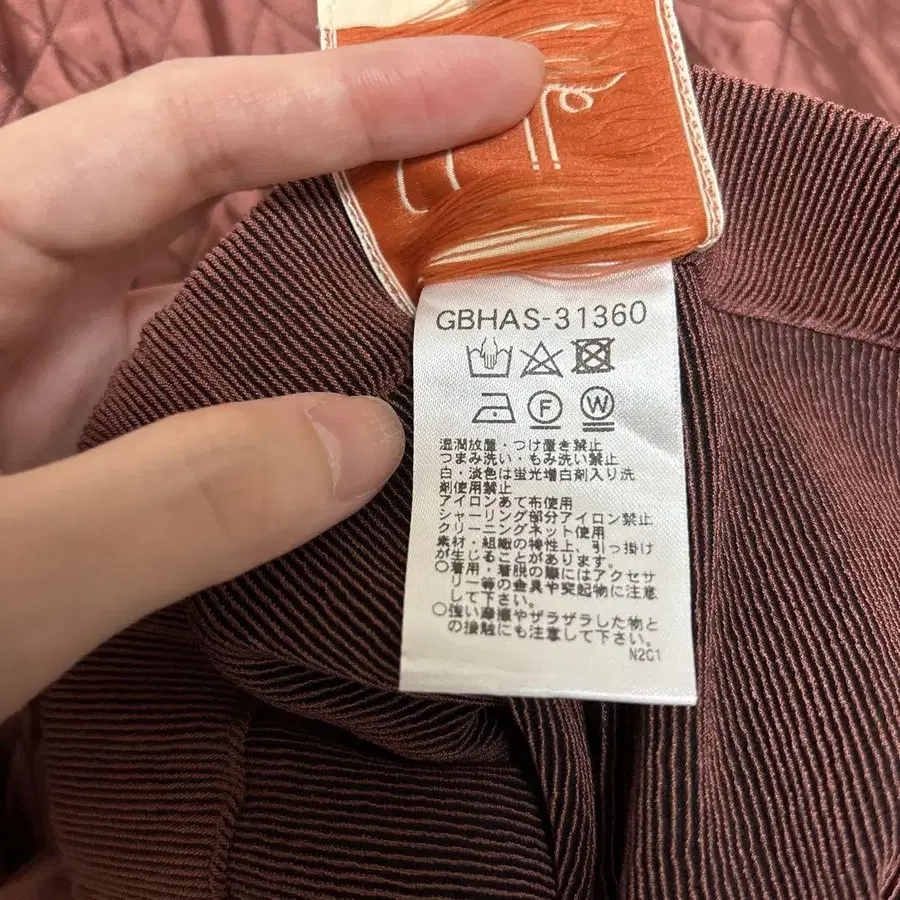 GBHAS-31360
F W
湿潤放置・つけ置き禁止
つまみ洗い・もみ洗い禁止
白・淡色は蛍光増白剤入り洗
剤使用禁止
アイロンあて布使用
シャーリング部分アイロン禁止
クリーニングネット使用
素材・組織の特性上、引っ掛け
が生じることがあります。
○着用・着脱の際にはアクセサ
リー等の金具や突起物に注意
して下さい。
○強い摩擦やザラザラした物と
の接触にも注意して下さい。
N2C1